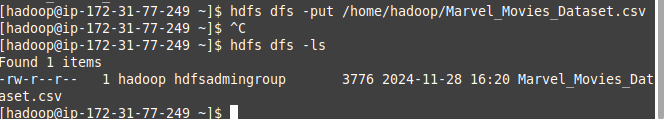 [hadoop@ip-172-31-77-249 ~]$ hdfs dfs -put /home/hadoop/Marvel_Movies_Dataset.csv
[hadoop@ip-172-31-77-249 ~]$ ^C
[hadoop@ip-172-31-77-249 ~]$ hdfs dfs -ls
Found 1 items
-rw-r--r--   1 hadoop hdfsadmingroup       3776 2024-11-28 16:20 Marvel_Movies_Dat
aset.csv
[hadoop@ip-172-31-77-249 ~]$